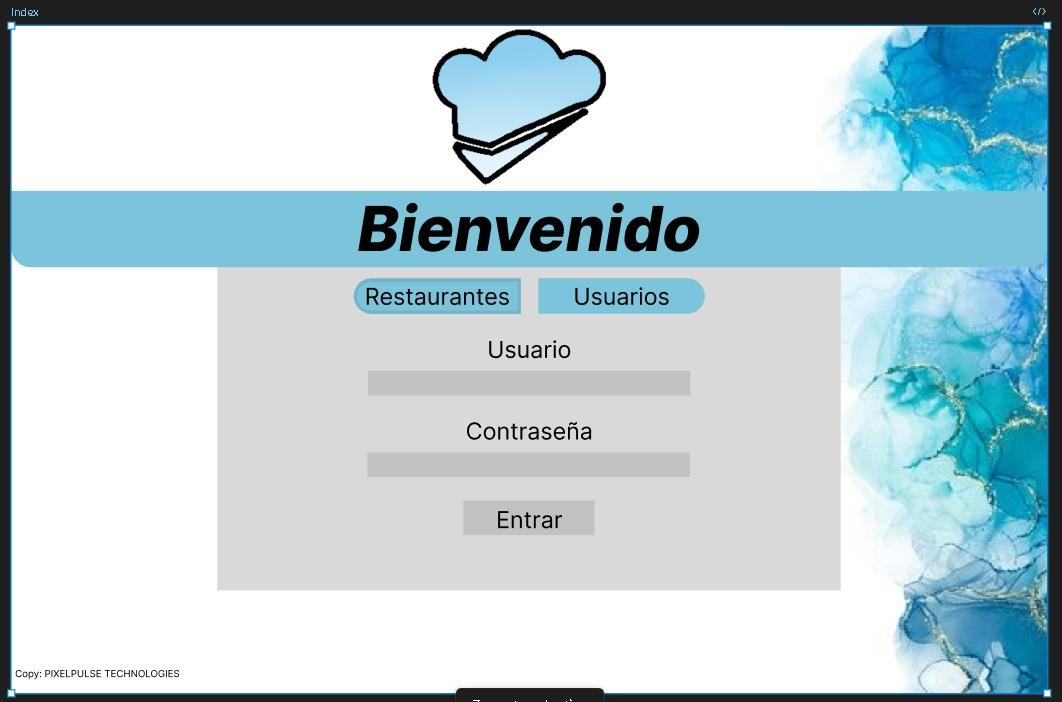 Index
</>
Bienvenido
Restaurantes
Usuarios
Usuario
Contraseña
Entrar
Copy: PIXELPULSE TECHNOLOGIES